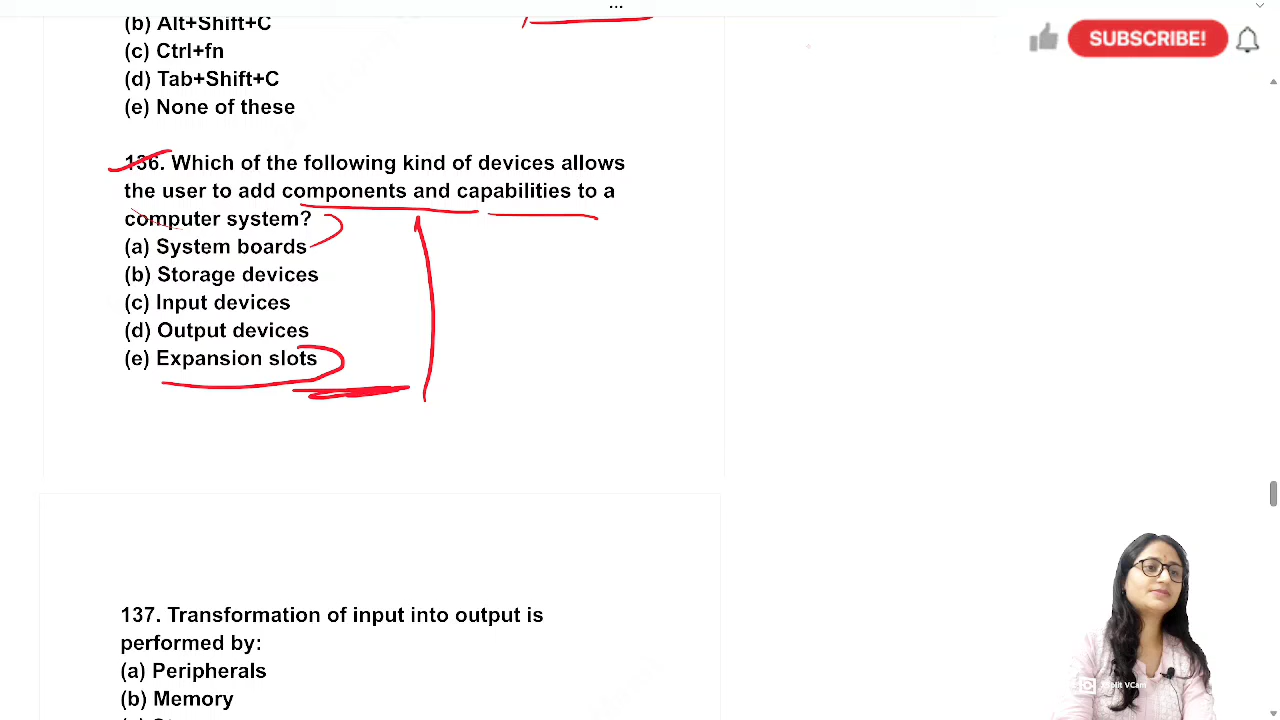 ...
(b) Alt+Shift+C
SUBSCRIBE!
(c) Ctrl+fn
(d) Tab+Shift+C
(e) None of these
136. Which of the following kind of devices allows
the user to add components and capabilities to a
computer system?
(a) System boards
(b) Storage devices
(c) Input devices
(d) Output devices
(e) Expansion slots
137. Transformation of input into output is
performed by:
(a) Peripherals
(b) Memory